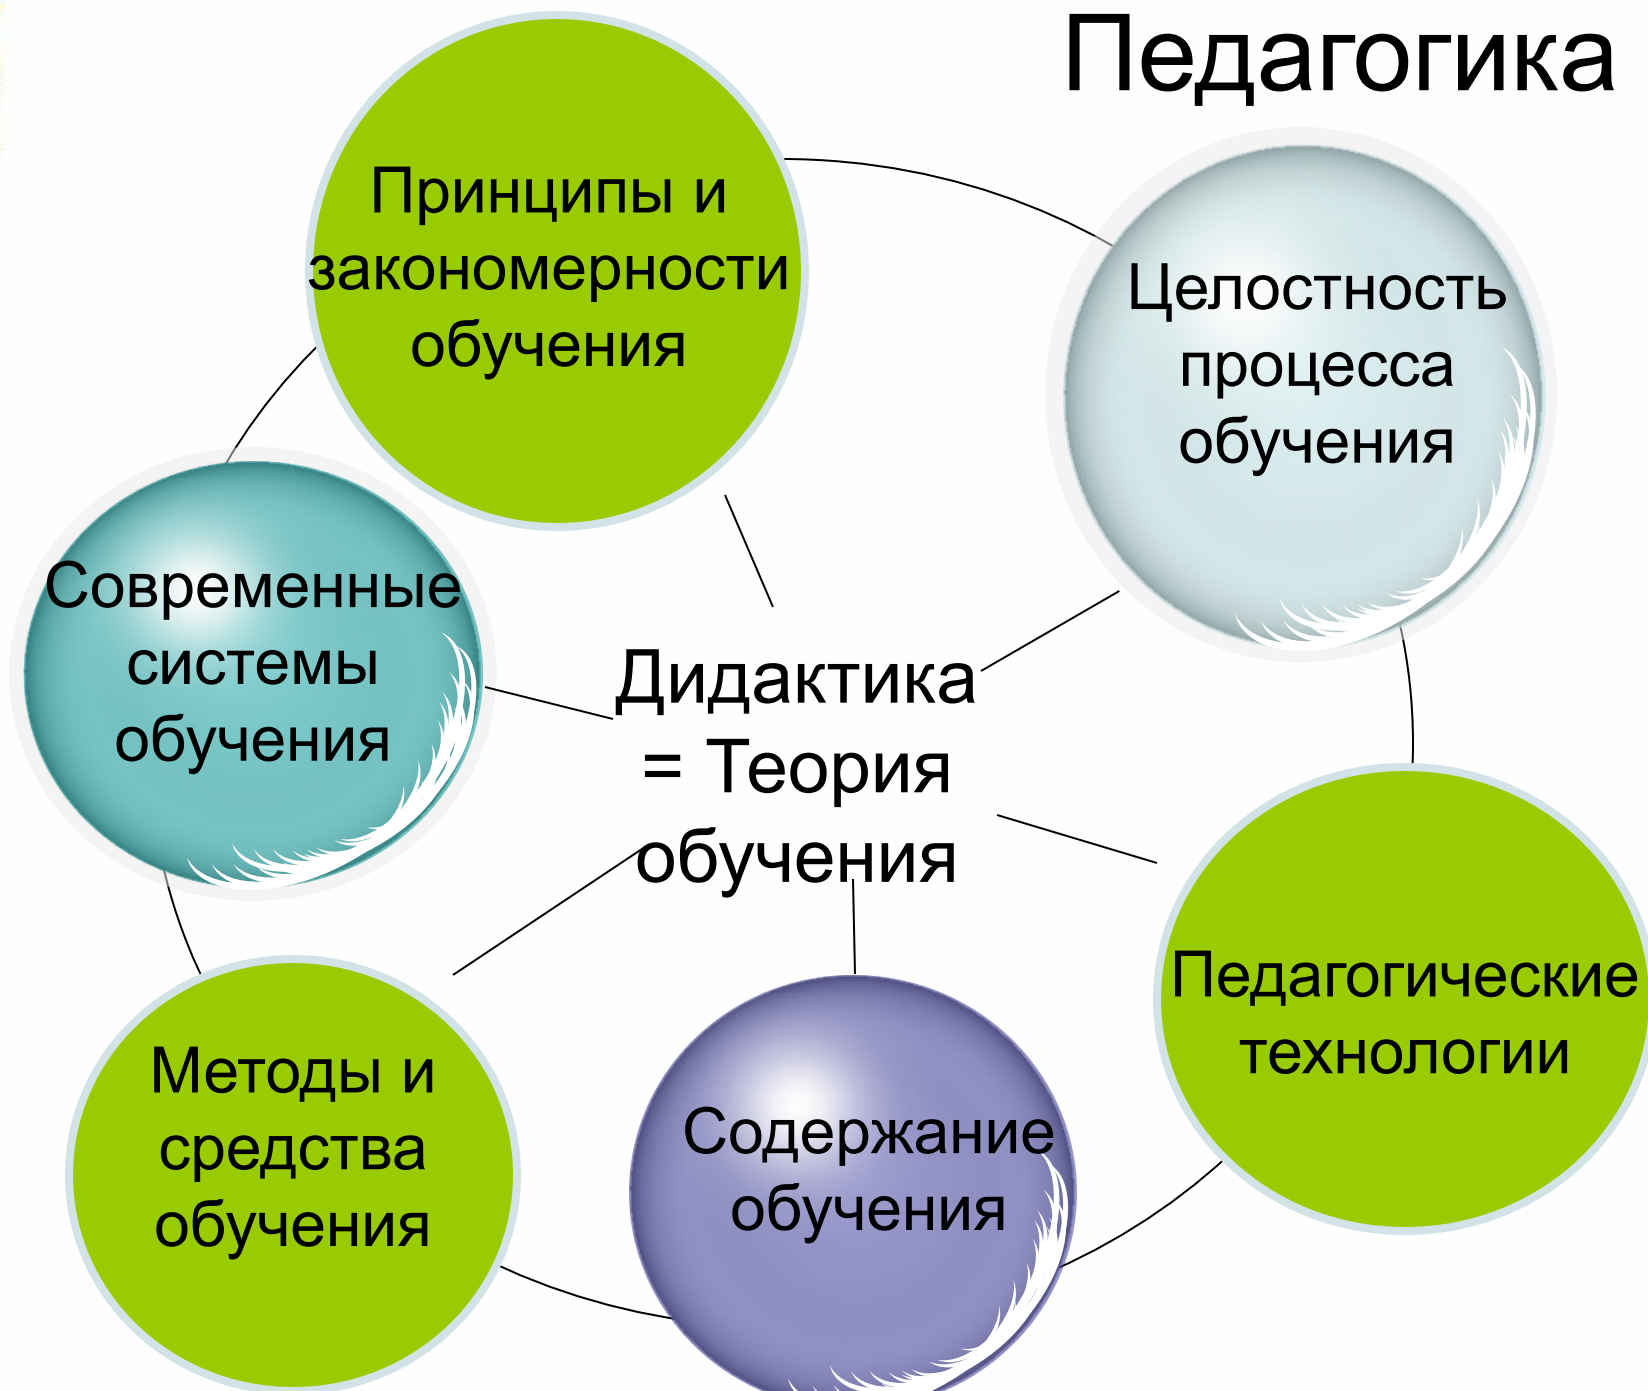 Педагогика
Принципы и
закономерности
обучения
Целостность
процесса
обучения
Современные
системы
обучения
Дидактика
= Теория
обучения
Педагогические
технологии
Методы и
средства
обучения
Содержание
обучения